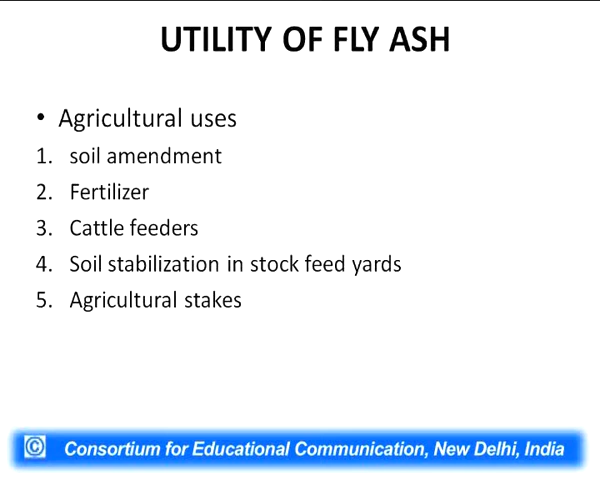 UTILITY OF FLY ASH
• Agricultural uses
1. soil amendment
2. Fertilizer
3. Cattle feeders
4. Soil stabilization in stock feed yards
5. Agricultural stakes
© Consortium for Educational Communication, New Delhi, India